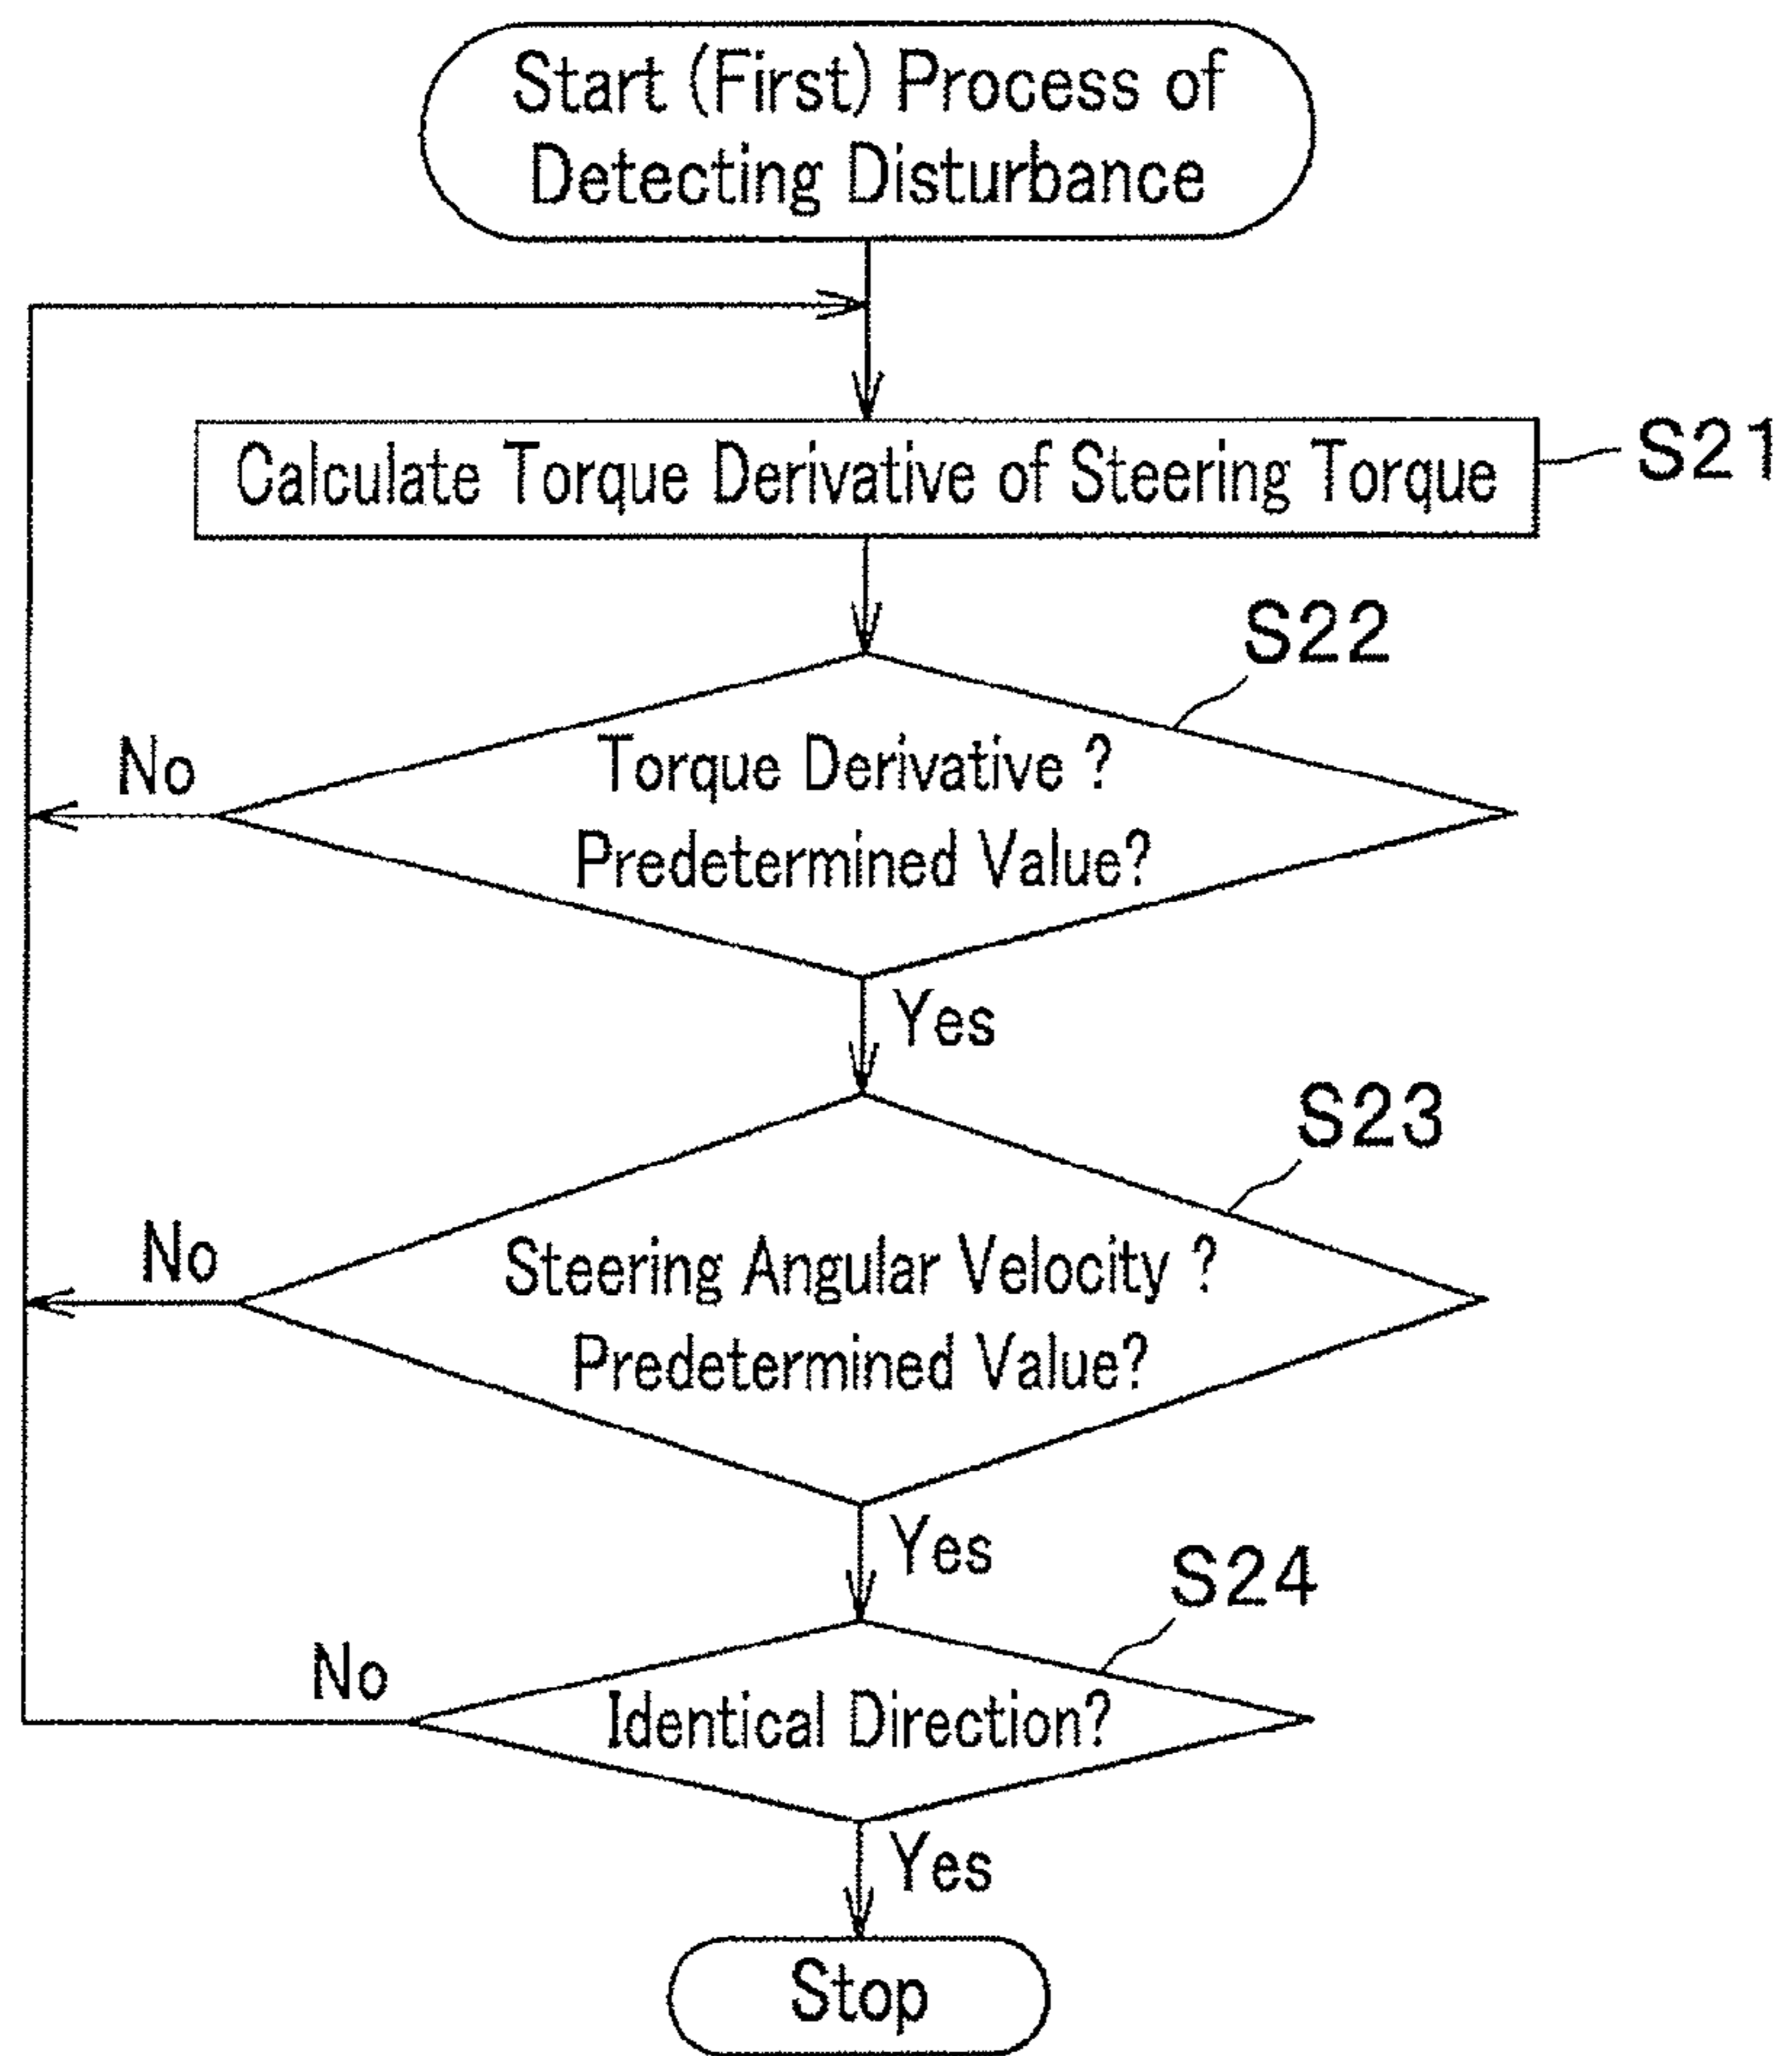 Start (First) Process of
Detecting Disturbance
Calculate Torque Derivative of Steering Torque
S21
S22
Torque Derivative ?
Predetermined Value?
No
Yes
S23
Steering Angular Velocity ?
Predetermined Value?
No
Yes
S24
Identical Direction?
No
Yes
Stop